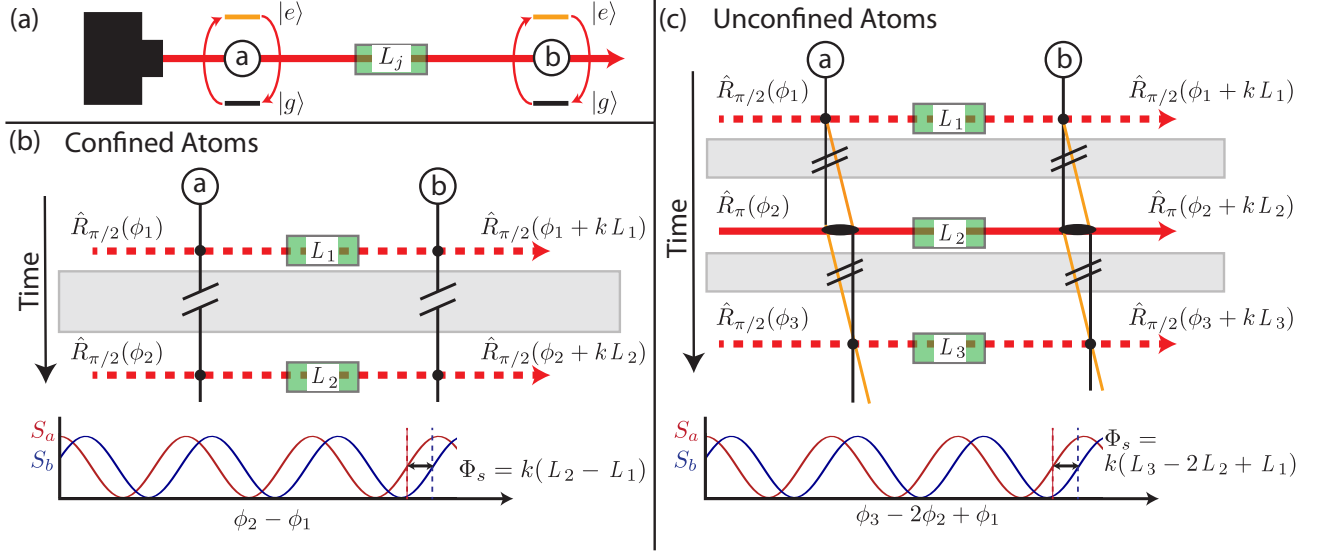 (a)
|e⟩
|e⟩
a
L_j
b
|g⟩
|g⟩
(b) Confined Atoms
a
b
Time
R̂_{π/2}(ϕ_1)
L_1
R̂_{π/2}(ϕ_1 + k L_1)
R̂_{π/2}(ϕ_2)
L_2
R̂_{π/2}(ϕ_2 + k L_2)
S_a
S_b
Φ_s = k(L_2 − L_1)
ϕ_2 − ϕ_1
(c) Unconfined Atoms
a
b
Time
R̂_{π/2}(ϕ_1)
L_1
R̂_{π/2}(ϕ_1 + k L_1)
R̂_π(ϕ_2)
L_2
R̂_π(ϕ_2 + k L_2)
R̂_{π/2}(ϕ_3)
L_3
R̂_{π/2}(ϕ_3 + k L_3)
S_a
S_b
Φ_s =
k(L_3 − 2L_2 + L_1)
ϕ_3 − 2ϕ_2 + ϕ_1